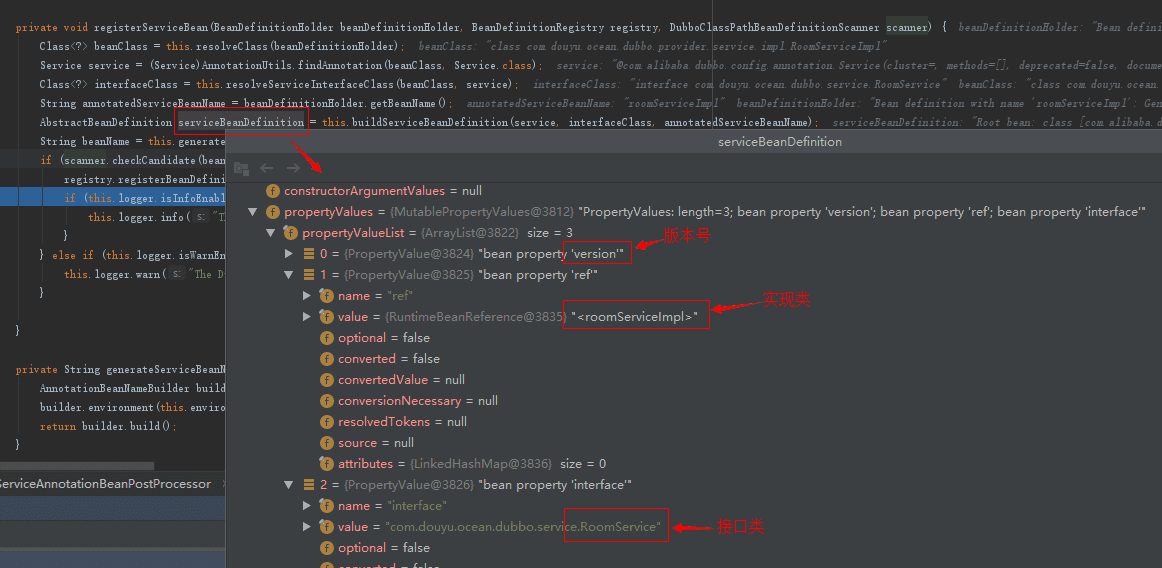 private void registerServiceBean(BeanDefinitionHolder beanDefinitionHolder, BeanDefinitionRegistry registry, DubboClassPathBeanDefinitionScanner scanner) { beanDefinitionHolder: "Bean defini
Class<?> beanClass = this.resolveClass(beanDefinitionHolder); beanClass: "class com.douyu.ocean.dubbo.provider.service.impl.RoomServiceImpl"
Service service = (Service)AnnotationUtils.findAnnotation(beanClass, Service.class); service: "@com.alibaba.dubbo.config.annotation.Service(cluster=, methods=[], deprecated=false, docume
Class<?> interfaceClass = this.resolveServiceInterfaceClass(beanClass, service); interfaceClass: "interface com.douyu.ocean.dubbo.service.RoomService" beanClass: "class com.douyu.ocean.
String annotatedServiceBeanName = beanDefinitionHolder.getBeanName(); annotatedServiceBeanName: "roomServiceImpl" beanDefinitionHolder: "Bean definition with name 'roomServiceImpl': Gen
AbstractBeanDefinition serviceBeanDefinition = this.buildServiceBeanDefinition(service, interfaceClass, annotatedServiceBeanName); serviceBeanDefinition: "Root bean: class [com.alibaba.d
String beanName = this.generate
serviceBeanDefinition
if (scanner.checkCandidate(bean
registry.registerBeanDefini
if (this.logger.isInfoEnabl
this.logger.info( s: "T
}
} else if (this.logger.isWarnEn
this.logger.warn( s: "The D
}
}
private String generateServiceBeanN
AnnotationBeanNameBuilder build
builder.environment(this.enviro
return builder.build();
}
ServiceAnnotationBeanPostProcessor
constructorArgumentValues = null
propertyValues = {MutablePropertyValues@3812} "PropertyValues: length=3; bean property 'version'; bean property 'ref'; bean property 'interface'"
propertyValueList = {ArrayList@3822} size = 3
版本号
0 = {PropertyValue@3824} "bean property 'version'"
1 = {PropertyValue@3825} "bean property 'ref'"
name = "ref"
实现类
value = {RuntimeBeanReference@3835} "<roomServiceImpl>"
optional = false
converted = false
convertedValue = null
conversionNecessary = null
resolvedTokens = null
source = null
attributes = {LinkedHashMap@3836} size = 0
2 = {PropertyValue@3826} "bean property 'interface'"
name = "interface"
value = "com.douyu.ocean.dubbo.service.RoomService"
接口类
optional = false
converted = false